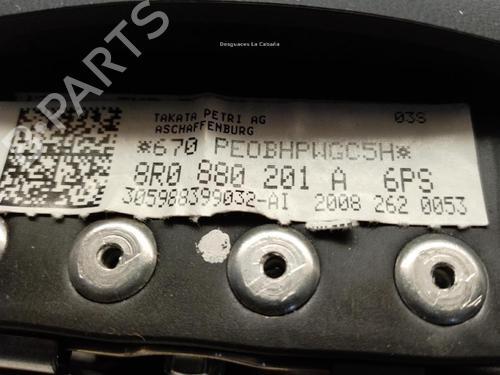 Desguaces La Cabaña
TAKATA PETRI AG
ASCHAFFENBURG
03S
*670 PEOBHPWGC5H*
8R0 880 201 A 6PS
305988399032-AI 2008 262 0053
B-PARTS